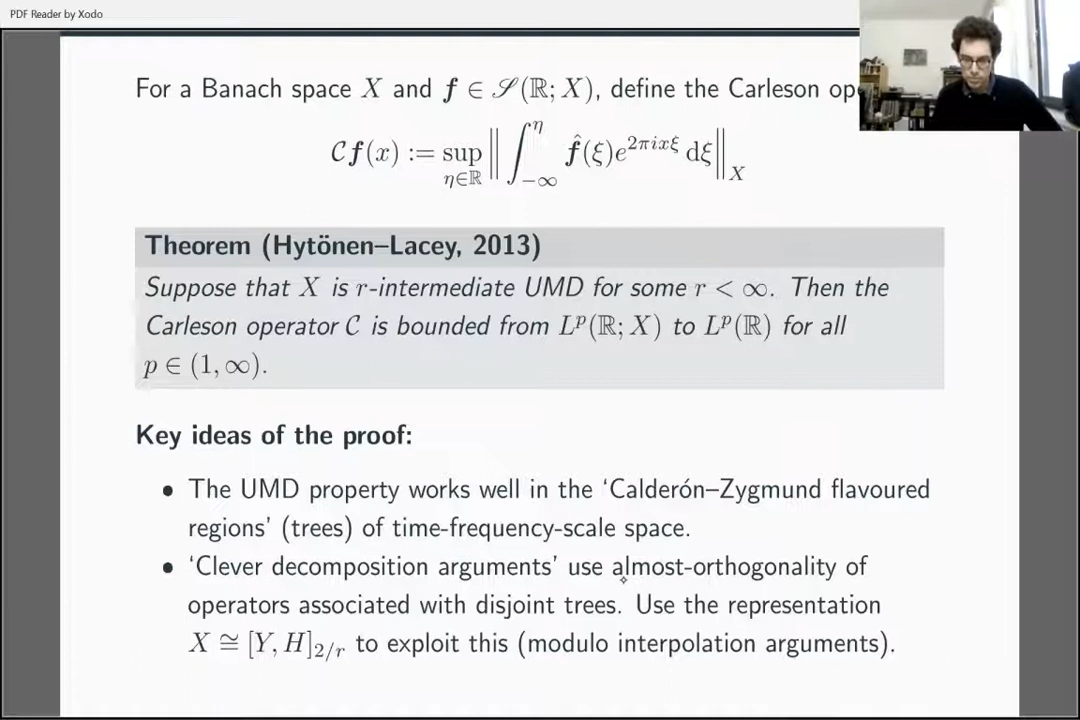 PDF Reader by Xodo
For a Banach space X and f ∈ 𝒮(ℝ; X), define the Carleson op
𝒞f(x) := sup_{η∈ℝ} ‖ ∫_{−∞}^{η} f̂(ξ)e^{2πixξ} dξ ‖_X
Theorem (Hytönen–Lacey, 2013)
Suppose that X is r-intermediate UMD for some r < ∞. Then the
Carleson operator 𝒞 is bounded from L^p(ℝ; X) to L^p(ℝ) for all
p ∈ (1, ∞).
Key ideas of the proof:
• The UMD property works well in the ‘Calderón–Zygmund flavoured
regions’ (trees) of time-frequency-scale space.
• ‘Clever decomposition arguments’ use almost-orthogonality of
operators associated with disjoint trees. Use the representation
X ≅ [Y, H]_{2/r} to exploit this (modulo interpolation arguments).